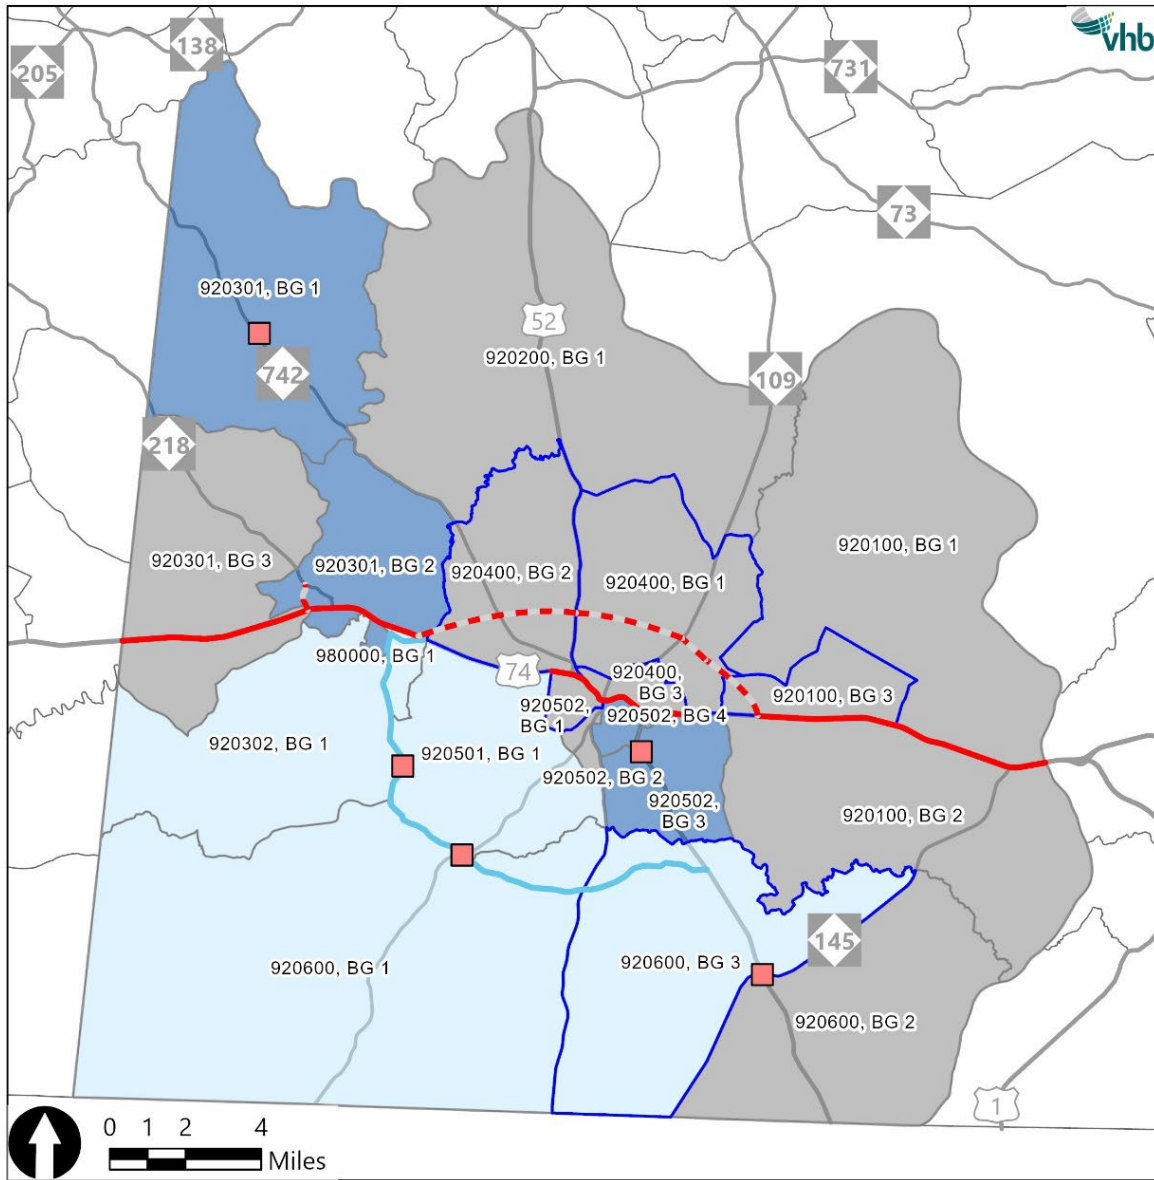 vhb
138
205
731
73
920301, BG 1
52
920200, BG 1
742
109
218
920100, BG 1
920301, BG 3
920301, BG 2
920400, BG 2
920400, BG 1
980000, BG 1
74
920400,
BG 3
920100, BG 3
920502,
BG 1
920502, BG 4
920302, BG 1
920501, BG 1
920502, BG 2
920502,
BG 3
920100, BG 2
145
920600, BG 1
920600, BG 3
920600, BG 2
1
0 1 2 4
Miles